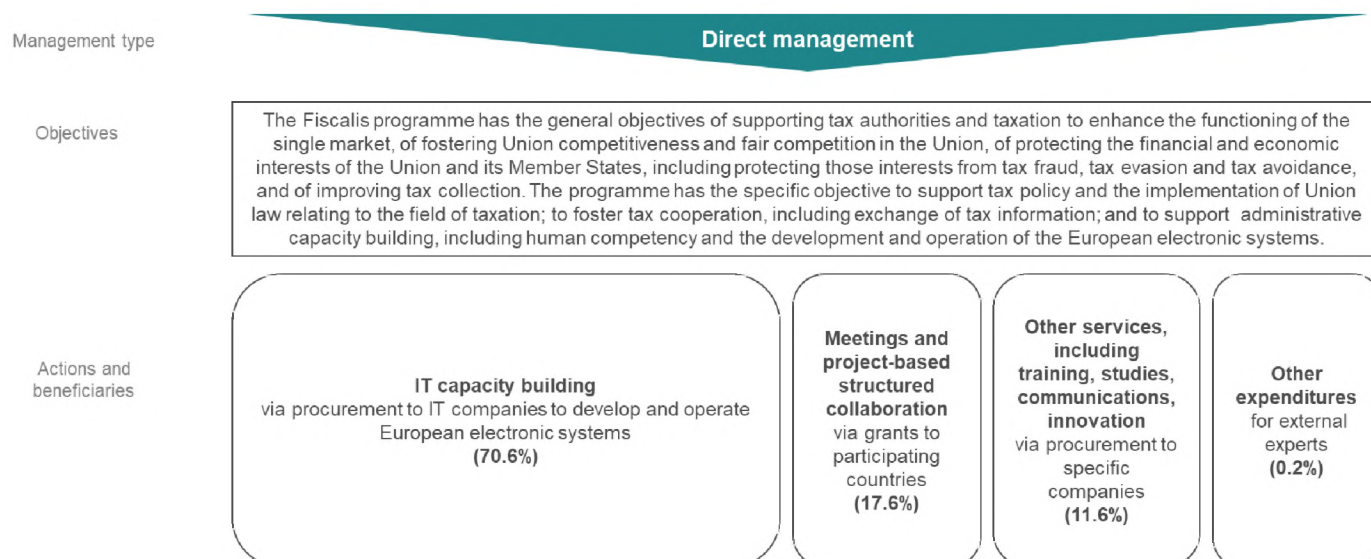 Management type
Direct management
Objectives
The Fiscalis programme has the general objectives of supporting tax authorities and taxation to enhance the functioning of the
single market, of fostering Union competitiveness and fair competition in the Union, of protecting the financial and economic
interests of the Union and its Member States, including protecting those interests from tax fraud, tax evasion and tax avoidance,
and of improving tax collection. The programme has the specific objective to support tax policy and the implementation of Union
law relating to the field of taxation; to foster tax cooperation, including exchange of tax information; and to support administrative
capacity building, including human competency and the development and operation of the European electronic systems.
Actions and
beneficiaries
IT capacity building
via procurement to IT companies to develop and operate
European electronic systems
(70.6%)
Meetings and
project-based
structured
collaboration
via grants to
participating
countries
(17.6%)
Other services,
including
training, studies,
communications,
innovation
via procurement to
specific
companies
(11.6%)
Other
expenditures
for external
experts
(0.2%)